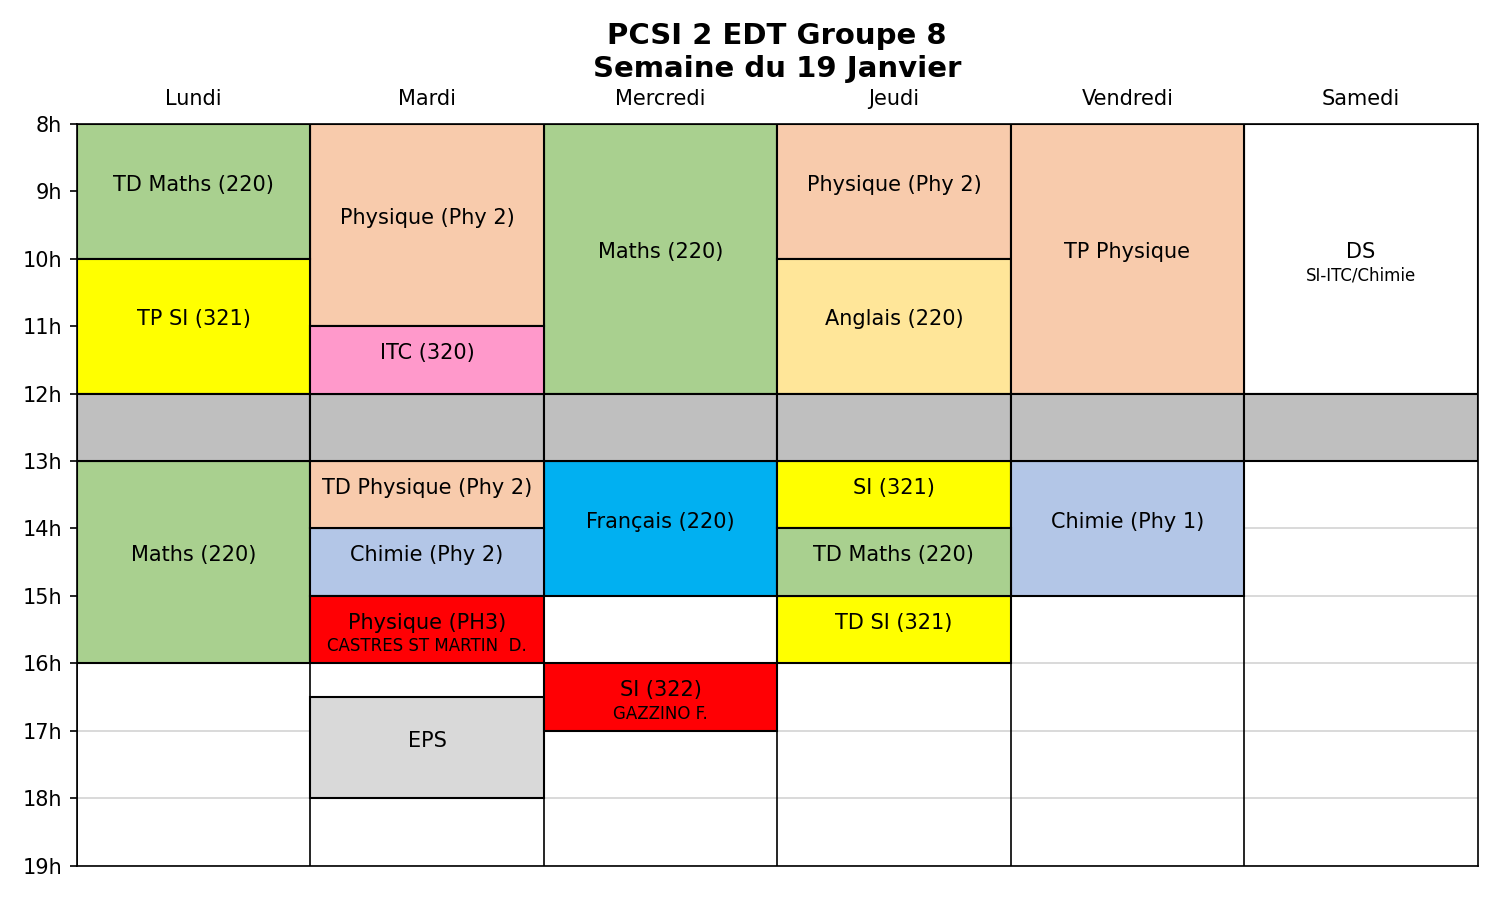 PCSI 2 EDT Groupe 8
Semaine du 19 Janvier
Lundi Mardi Mercredi Jeudi Vendredi Samedi
8h
TD Maths (220) Physique (Phy 2)
9h
Physique (Phy 2)
Maths (220) TP Physique DS
10h
SI-ITC/Chimie
TP SI (321) Anglais (220)
11h
ITC (320)
12h
13h
TD Physique (Phy 2) SI (321)
Français (220) Chimie (Phy 1)
14h
Maths (220) Chimie (Phy 2) TD Maths (220)
15h
Physique (PH3) TD SI (321)
CASTRES ST MARTIN  D.
16h
SI (322)
GAZZINO F.
17h
EPS
18h
19h